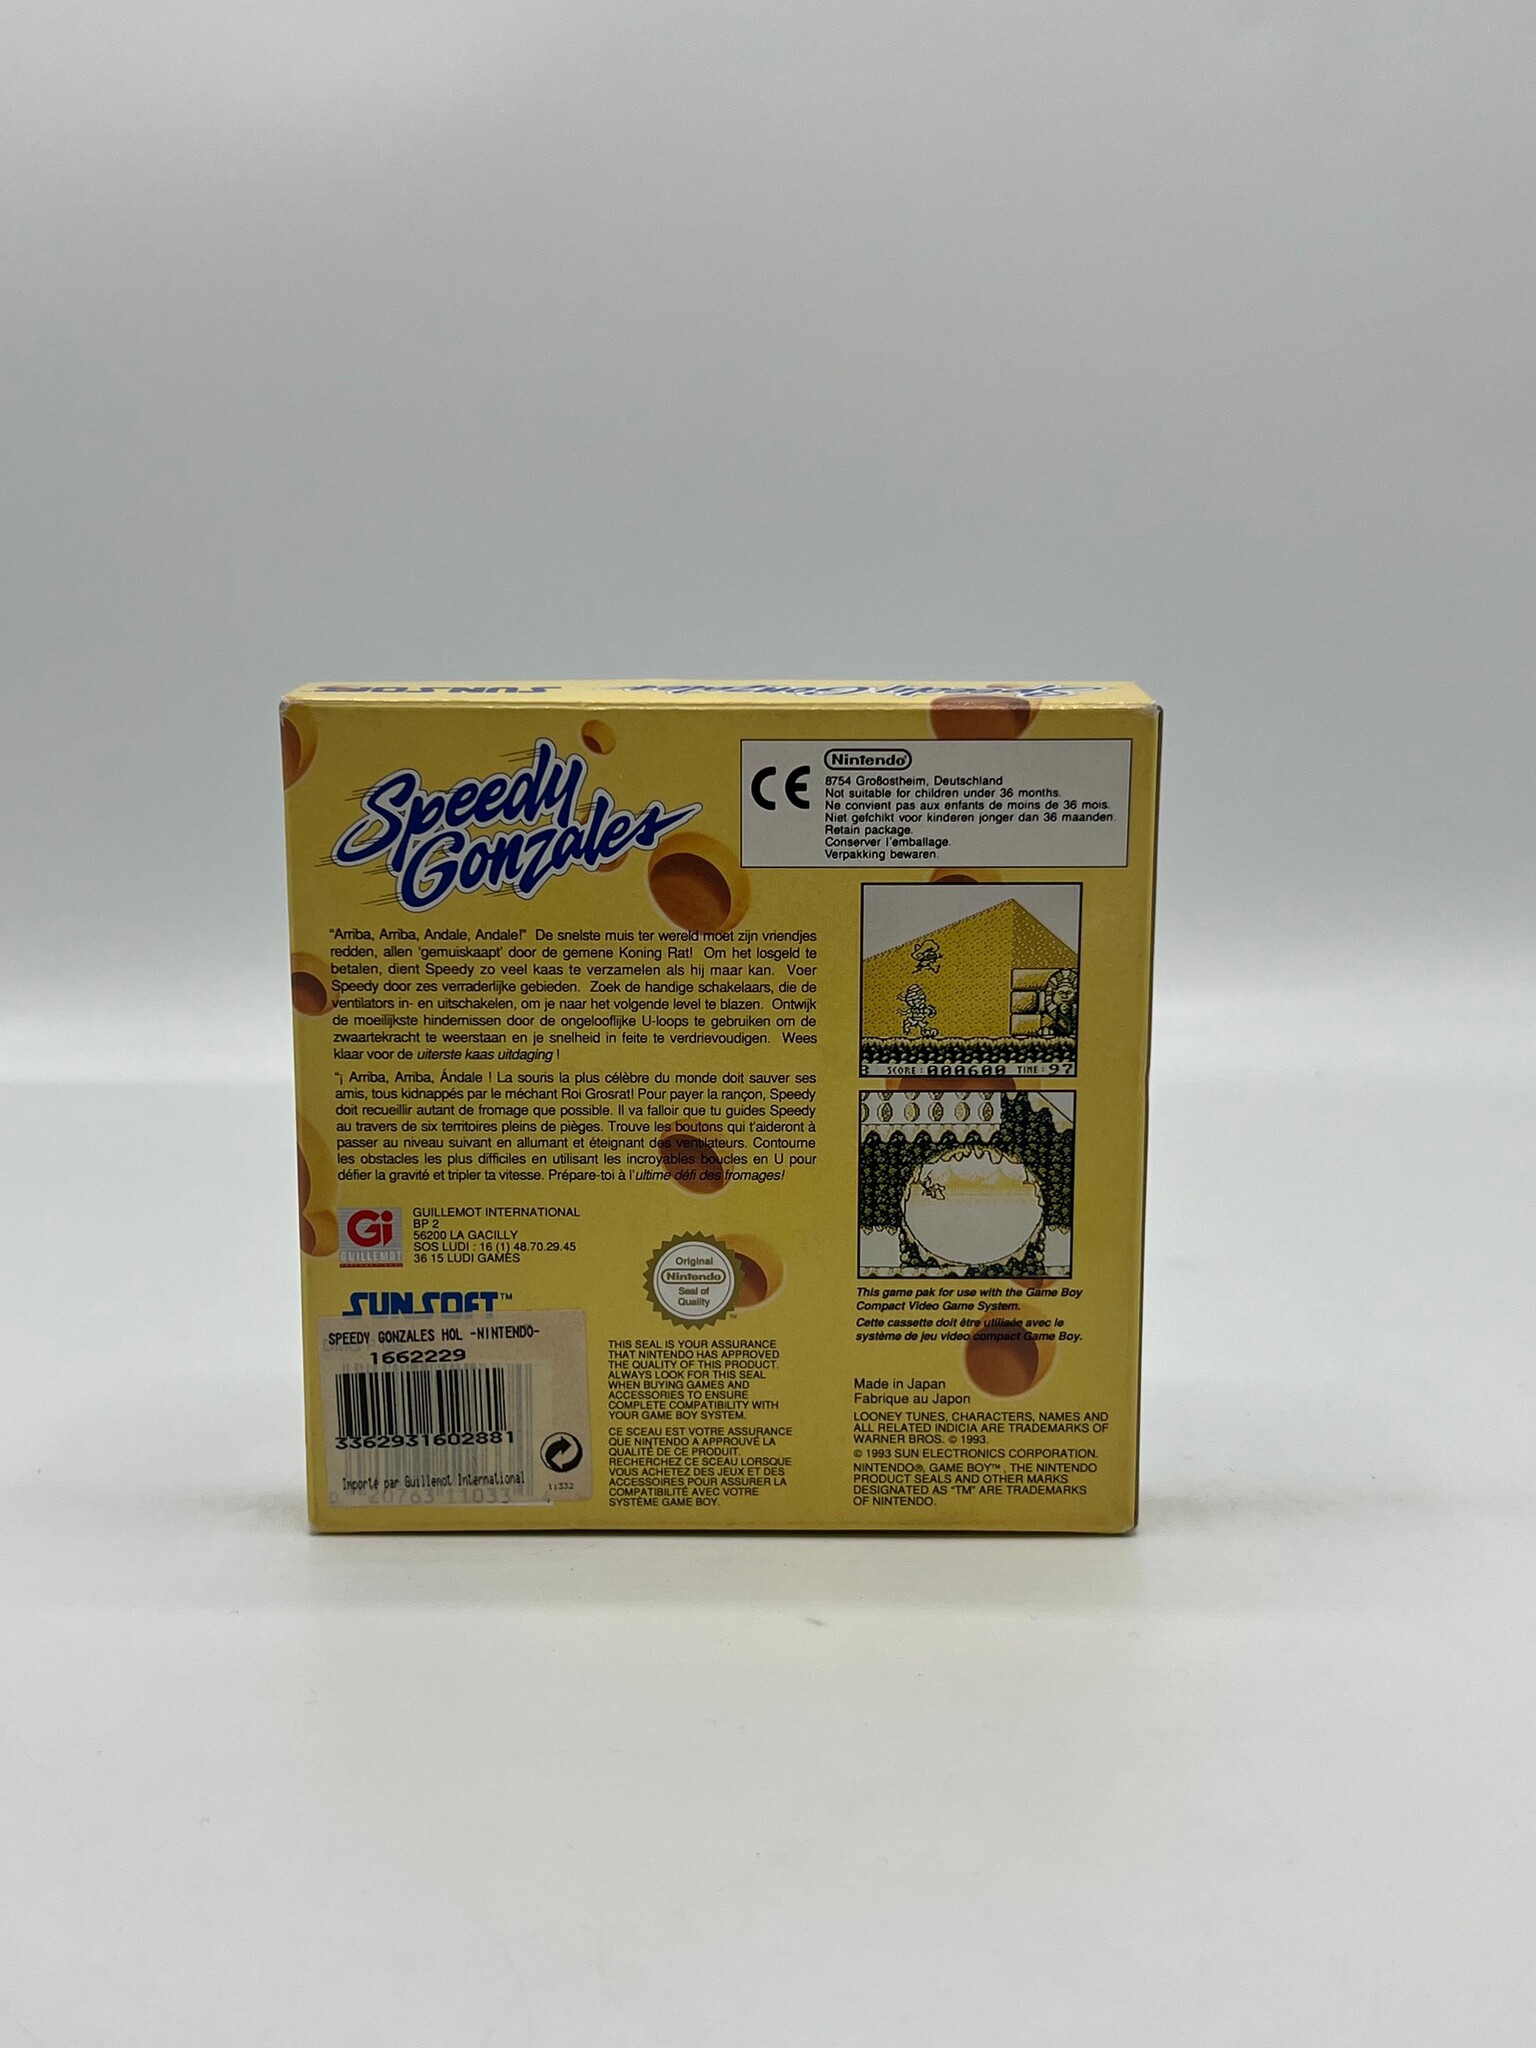 SUNSOFT Speedy Gonzales
Speedy
Gonzales
CE
Nintendo
8754 Großostheim, Deutschland
Not suitable for children under 36 months.
Ne convient pas aux enfants de moins de 36 mois.
Niet gefchikt voor kinderen jonger dan 36 maanden.
Retain package.
Conserver l'emballage.
Verpakking bewaren.
"Arriba, Arriba, Andale, Andale!" De snelste muis ter wereld moet zijn vriendjes
redden, allen 'gemuiskaapt' door de gemene Koning Rat! Om het losgeld te
betalen, dient Speedy zo veel kaas te verzamelen als hij maar kan. Voer
Speedy door zes verraderlijke gebieden. Zoek de handige schakelaars, die de
ventilators in- en uitschakelen, om je naar het volgende level te blazen. Ontwijk
de moeilijkste hindernissen door de ongelooflijke U-loops te gebruiken om de
zwaartekracht te weerstaan en je snelheid in feite te verdrievoudigen. Wees
klaar voor de uiterste kaas uitdaging !
"¡ Arriba, Arriba, Ándale ! La souris la plus célèbre du monde doit sauver ses
amis, tous kidnappés par le méchant Roi Grosrat! Pour payer la rançon, Speedy
doit recueillir autant de fromage que possible. Il va falloir que tu guides Speedy
au travers de six territoires pleins de pièges. Trouve les boutons qui t'aideront à
passer au niveau suivant en allumant et éteignant des ventilateurs. Contourne
les obstacles les plus difficiles en utilisant les incroyables boucles en U pour
défier la gravité et tripler ta vitesse. Prépare-toi à l'ultime défi des fromages!
SCORE:000600 TIME:97
Gi
GUILLEMOT
INTERNATIONAL
GUILLEMOT INTERNATIONAL
BP 2
56200 LA GACILLY
SOS LUDI : 16 (1) 48.70.29.45
36 15 LUDI GAMES
SUNSOFT™
SPEEDY GONZALES HOL -NINTENDO-
1662229
3362931602881
Importé par Guillemot International
11332
20763 11033
Original
Nintendo
Seal of
Quality
TM
THIS SEAL IS YOUR ASSURANCE
THAT NINTENDO HAS APPROVED
THE QUALITY OF THIS PRODUCT.
ALWAYS LOOK FOR THIS SEAL
WHEN BUYING GAMES AND
ACCESSORIES TO ENSURE
COMPLETE COMPATIBILITY WITH
YOUR GAME BOY SYSTEM.
CE SCEAU EST VOTRE ASSURANCE
QUE NINTENDO A APPROUVÉ LA
QUALITÉ DE CE PRODUIT.
RECHERCHEZ CE SCEAU LORSQUE
VOUS ACHETEZ DES JEUX ET DES
ACCESSOIRES POUR ASSURER LA
COMPATIBILITÉ AVEC VOTRE
SYSTÈME GAME BOY.
This game pak for use with the Game Boy
Compact Video Game System.
Cette cassette doit être utilisée avec le
système de jeu video compact Game Boy.
Made in Japan
Fabrique au Japon
LOONEY TUNES, CHARACTERS, NAMES AND
ALL RELATED INDICIA ARE TRADEMARKS OF
WARNER BROS. © 1993.
© 1993 SUN ELECTRONICS CORPORATION.
NINTENDO®, GAME BOY™, THE NINTENDO
PRODUCT SEALS AND OTHER MARKS
DESIGNATED AS "TM" ARE TRADEMARKS
OF NINTENDO.